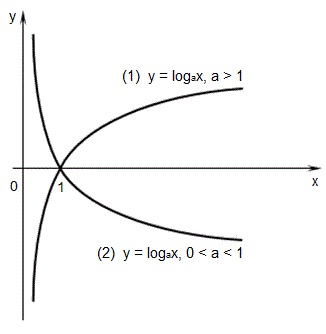 y
(1) y = logₐx, a > 1
0
1
x
(2) y = logₐx, 0 < a < 1